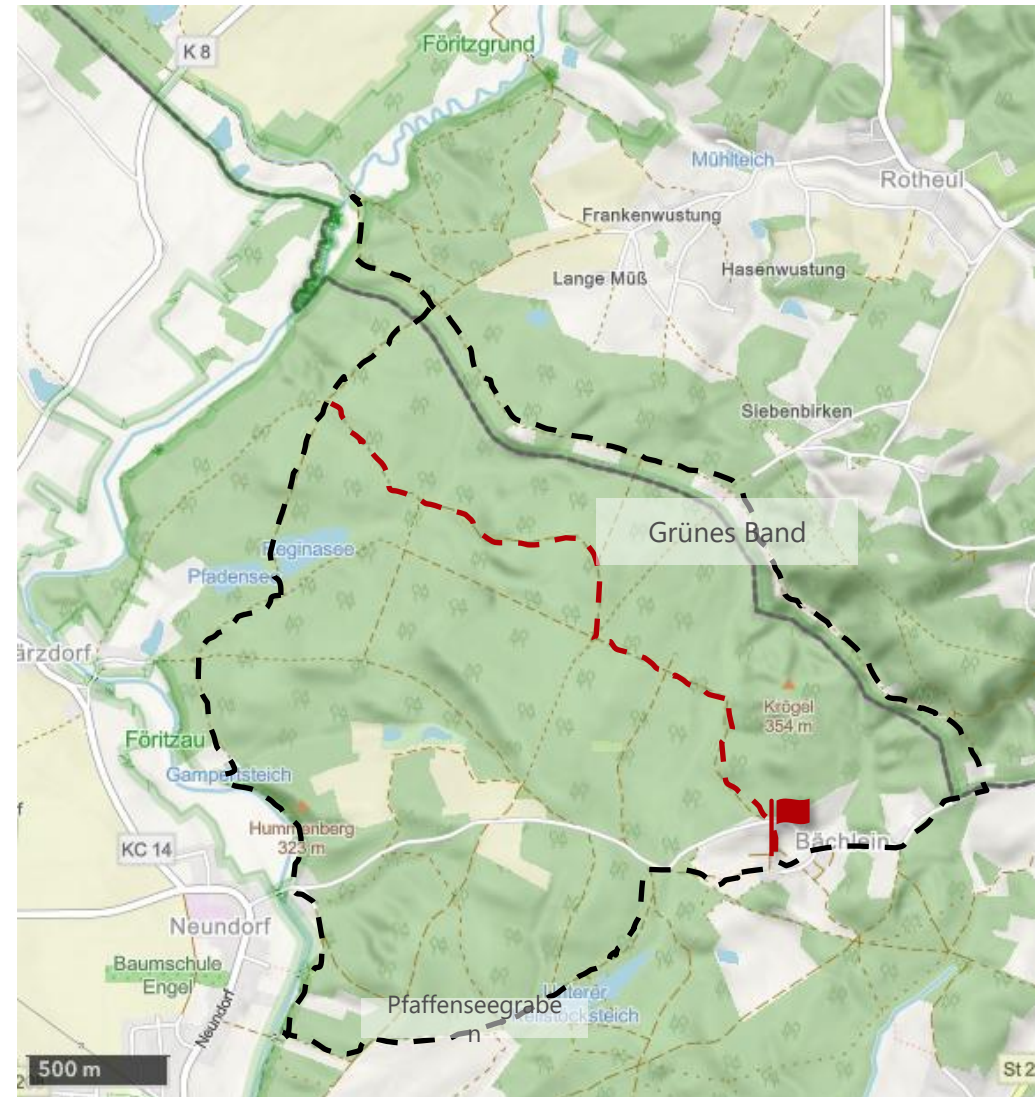 K 8
Föritzgrund
Mühlteich
Rotheul
Frankenwustung
Lange Müß
Hasenwustung
Siebenbirken
Grünes Band
Reginasee
Pfadensee
ärzdorf
Krögel
354 m
Föritzau
Gampertsteich
f
Hummenberg
323 m
KC 14
Bächlein
Neundorf
Baumschule
Engel
Neundorf
Pfaffenseegrabe
n
Unterer
500 m
St 2